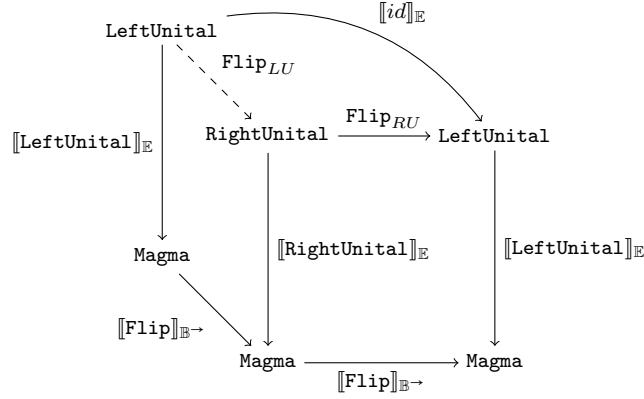 ⟦id⟧𝔼
LeftUnital
Flip_LU
RightUnital
Flip_RU
LeftUnital
⟦LeftUnital⟧𝔼
⟦RightUnital⟧𝔼
⟦LeftUnital⟧𝔼
Magma
⟦Flip⟧𝔹→
Magma
Magma
⟦Flip⟧𝔹→